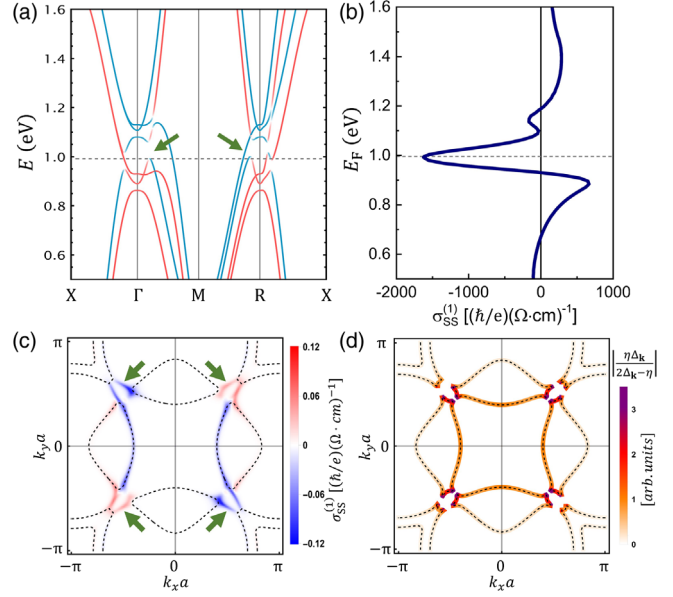 (a)
1.6
1.4
1.2
1.0
0.8
0.6
E (eV)
X Γ M R X
(b)
1.6
1.4
1.2
1.0
0.8
0.6
E_F (eV)
-2000 -1000 0 1000
σ_SS^(1) [(ħ/e)(Ω·cm)^-1]
(c)
π
0
−π
k_y a
−π 0 π
k_x a
0.12
0.06
0
−0.06
−0.12
σ_SS^(1) [(ħ/e)(Ω · cm)^-1]
(d)
π
0
−π
k_y a
−π 0 π
k_x a
|ηΔ_k / 2Δ_k−η|
3
2
1
0
[arb.units]